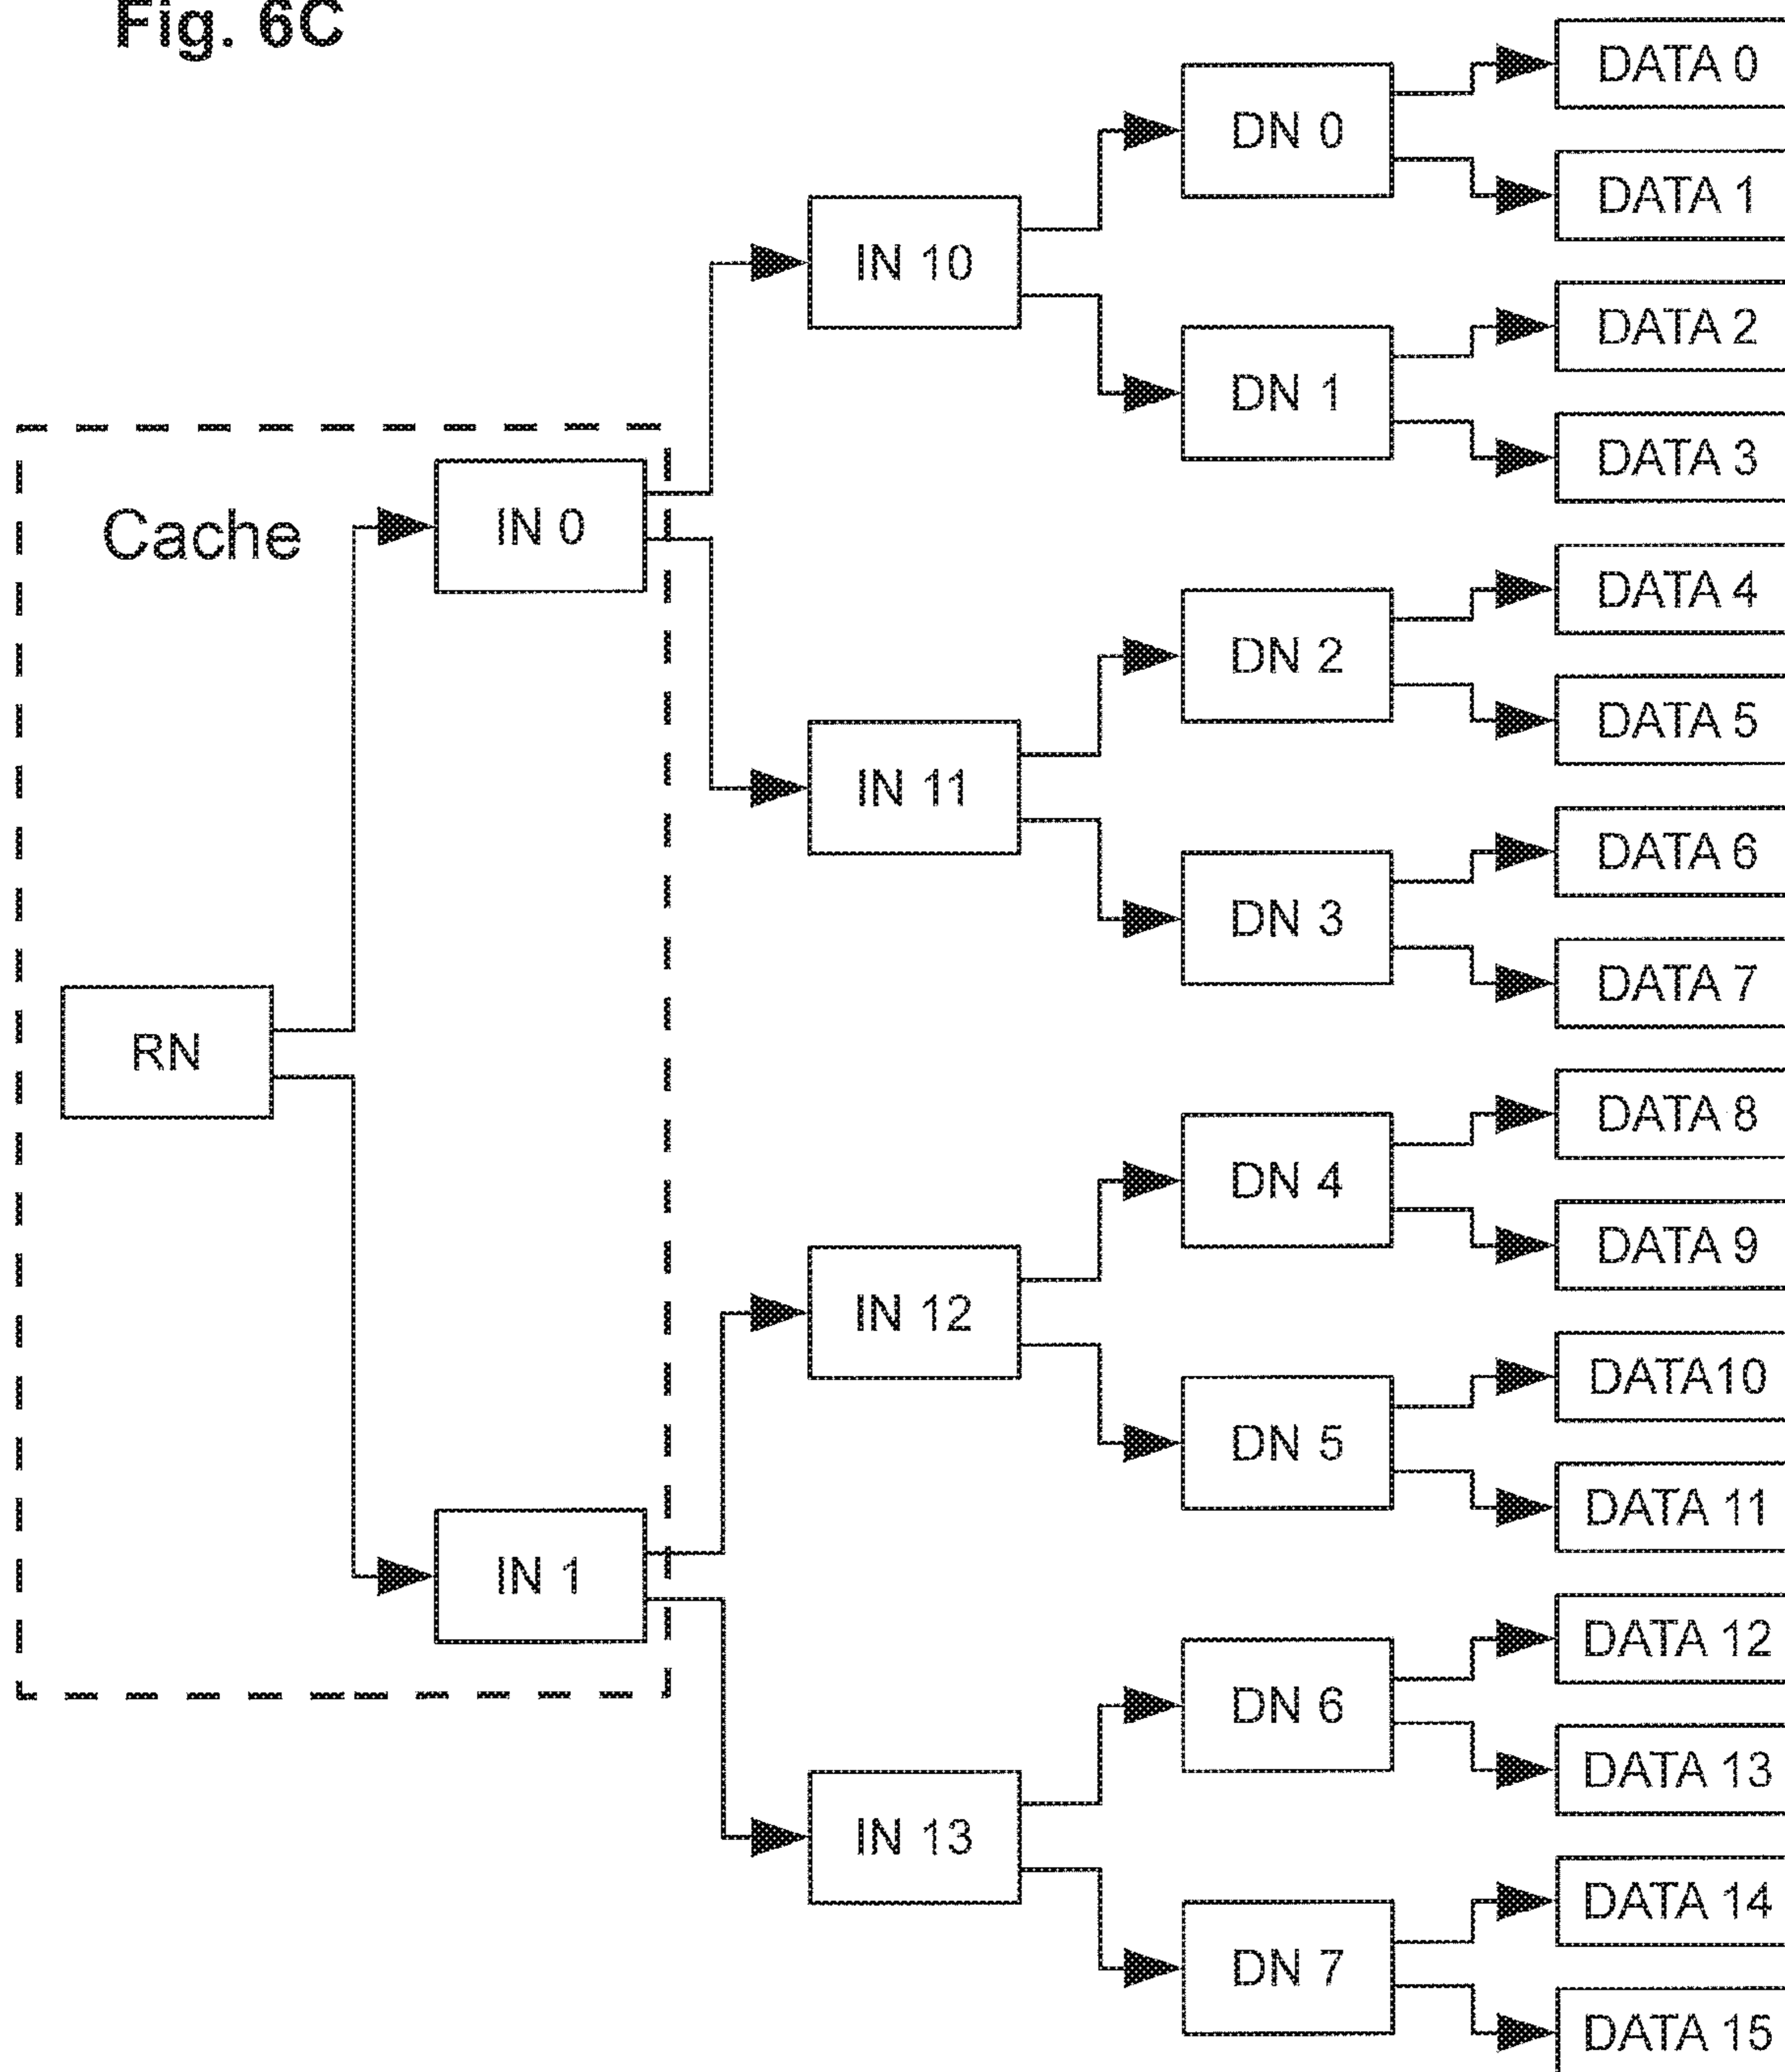 Fig. 6C
DATA 0
DN 0
DATA 1
IN 10
DATA 2
DN 1
DATA 3
Cache
IN 0
DATA 4
DN 2
DATA 5
IN 11
DATA 6
DN 3
DATA 7
RN
DATA 8
DN 4
DATA 9
IN 12
DATA10
DN 5
DATA 11
IN 1
DATA 12
DN 6
DATA 13
IN 13
DATA 14
DN 7
DATA 15